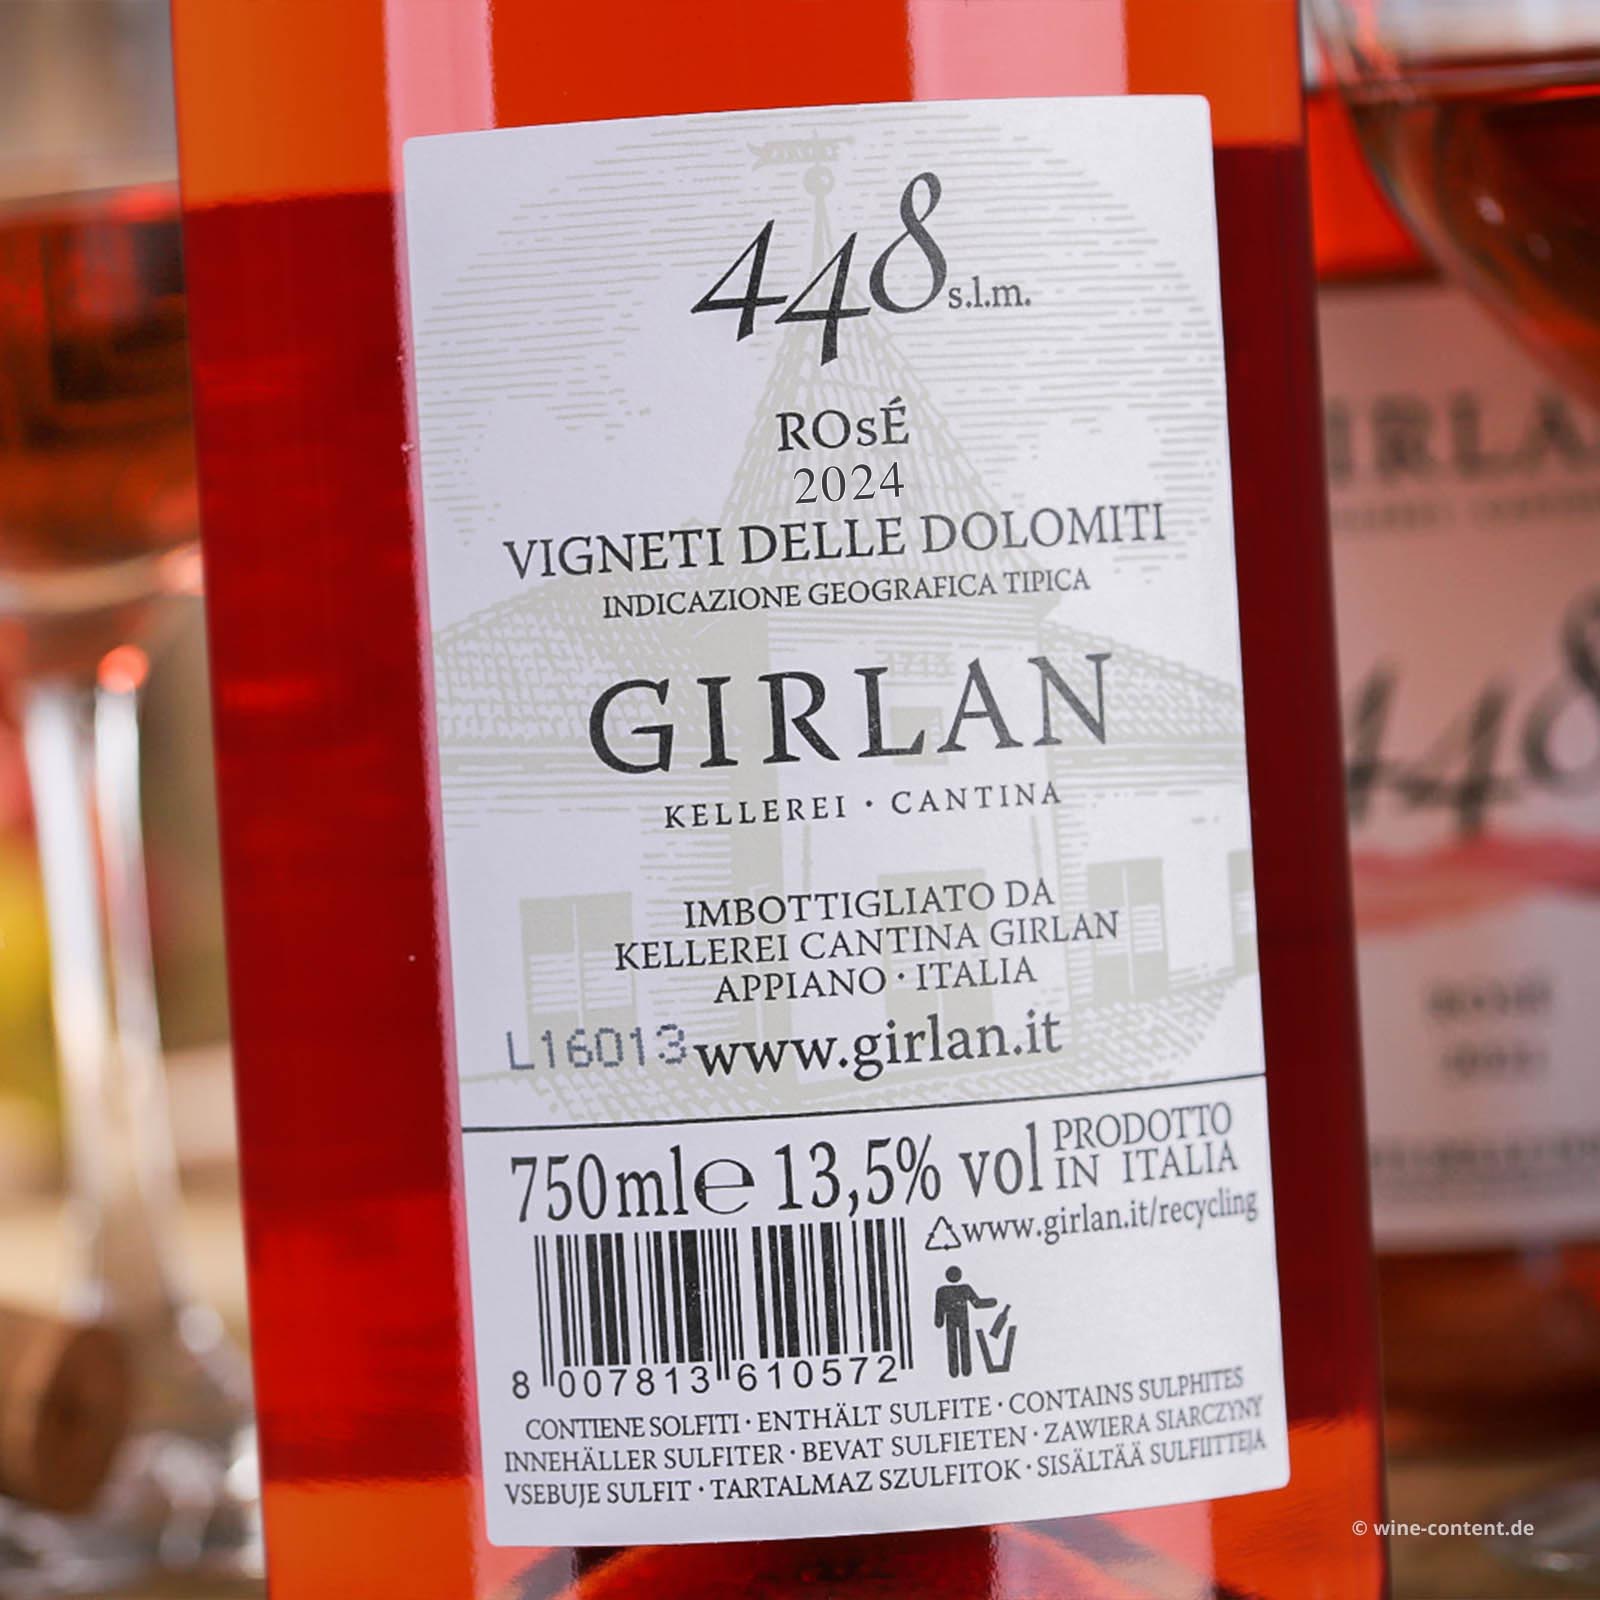 448 s.l.m.
ROsÉ
2024
VIGNETI DELLE DOLOMITI
INDICAZIONE GEOGRAFICA TIPICA
GIRLAN
KELLEREI · CANTINA
IMBOTTIGLIATO DA
KELLEREI CANTINA GIRLAN
APPIANO · ITALIA
L16013 www.girlan.it
750ml e 13,5% vol PRODOTTO
IN ITALIA
www.girlan.it/recycling
8 007813 610572
CONTIENE SOLFITI · ENTHÄLT SULFITE · CONTAINS SULPHITES
INNEHÄLLER SULFITER · BEVAT SULFIETEN · ZAWIERA SIARCZYNY
VSEBUJE SULFIT · TARTALMAZ SZULFITOK · SISÄLTÄÄ SULFIITTEJA
GIRLAN
448
ROSÉ
© wine-content.de